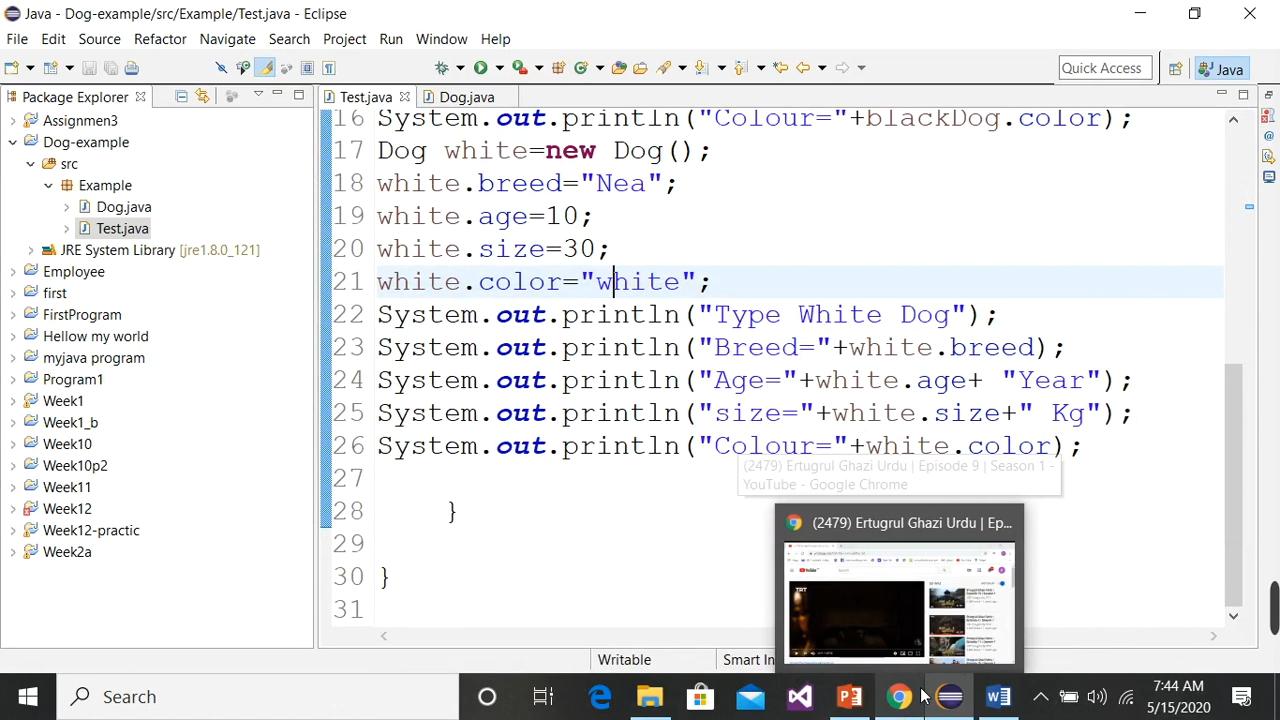 Java - Dog-example/src/Example/Test.java - Eclipse
File Edit Source Refactor Navigate Search Project Run Window Help
Quick Access
Java
Package Explorer
Test.java
Dog.java
Assignmen3
Dog-example
src
Example
Dog.java
Test.java
JRE System Library [jre1.8.0_121]
Employee
first
FirstProgram
Hellow my world
myjava program
Program1
Week1
Week1_b
Week10
Week10p2
Week11
Week12
Week12-practic
16 System.out.println("Colour="+blackDog.color);
17 Dog white=new Dog();
18 white.breed="Nea";
19 white.age=10;
20 white.size=30;
21 white.color="white";
22 System.out.println("Type White Dog");
23 System.out.println("Breed="+white.breed);
24 System.out.println("Age="+white.age+ "Year");
25 System.out.println("size="+white.size+" Kg");
26 System.out.println("Colour="+white.color);
27
28 }
29
30 }
31
(2479) Ertugrul Ghazi Urdu | Episode 9 | Season 1 -
YouTube - Google Chrome
(2479) Ertugrul Ghazi Urdu | Ep...
TRT
Writable
Smart In
Search
7:44 AM
5/15/2020